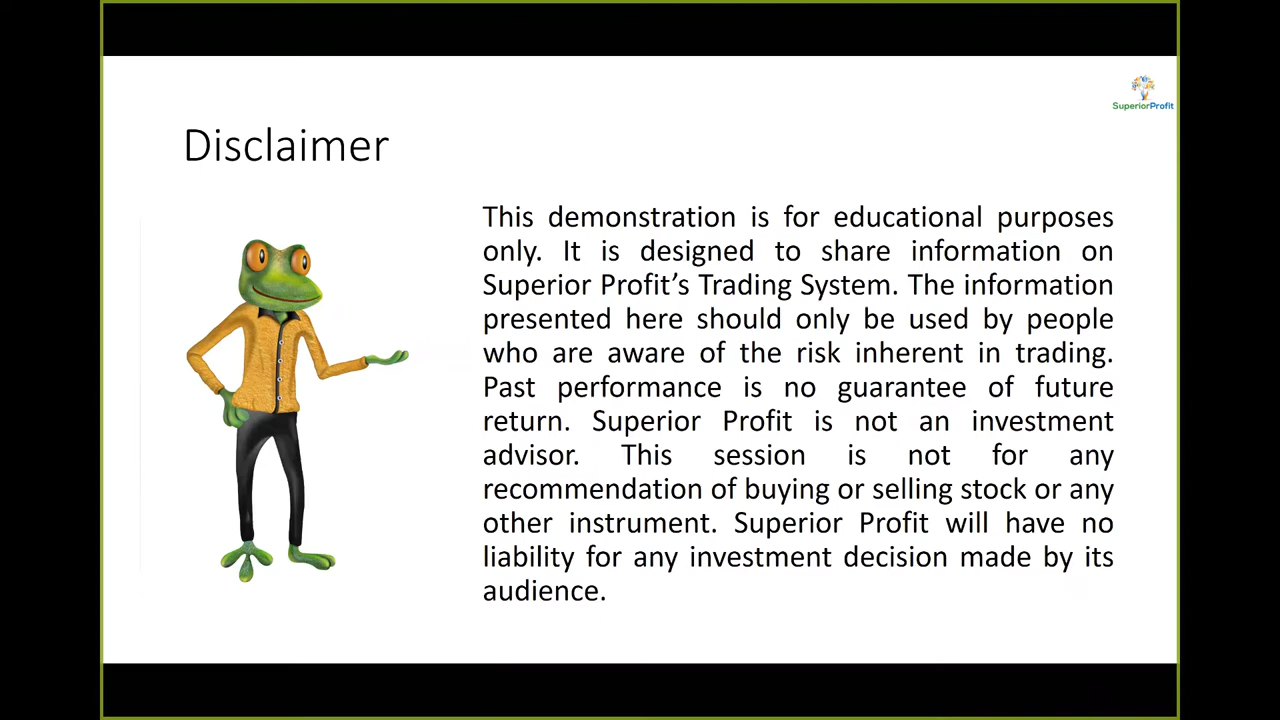 SuperiorProfit
Disclaimer
This demonstration is for educational purposes
only. It is designed to share information on
Superior Profit’s Trading System. The information
presented here should only be used by people
who are aware of the risk inherent in trading.
Past performance is no guarantee of future
return. Superior Profit is not an investment
advisor. This session is not for any
recommendation of buying or selling stock or any
other instrument. Superior Profit will have no
liability for any investment decision made by its
audience.